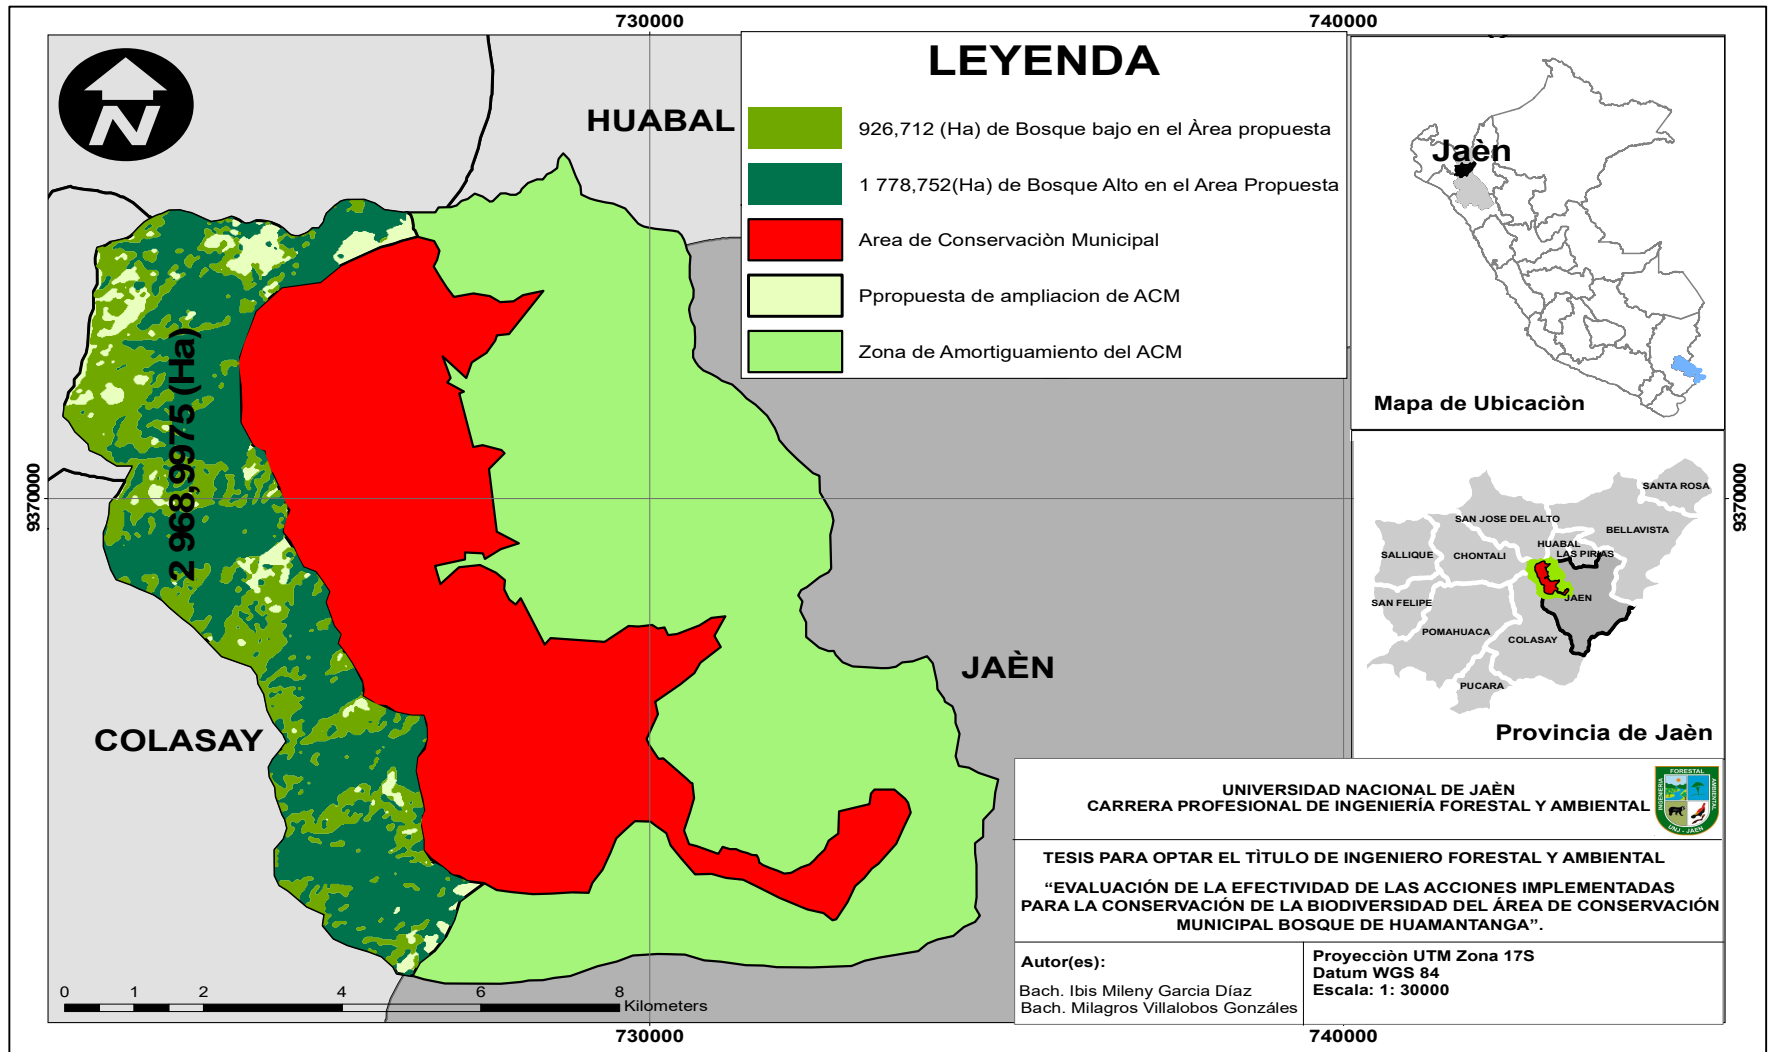 730000
740000
N
HUABAL
LEYENDA
926,712 (Ha) de Bosque bajo en el Àrea propuesta
1 778,752(Ha) de Bosque Alto en el Area Propuesta
Area de Conservaciòn Municipal
Ppropuesta de ampliacion de ACM
Zona de Amortiguamiento del ACM
Jaèn
Mapa de Ubicaciòn
2 968,9975 (Ha)
9370000
9370000
COLASAY
JAÈN
SANTA ROSA
SAN JOSE DEL ALTO
BELLAVISTA
HUABAL
LAS PIRIAS
SALLIQUE
CHONTALI
JAEN
SAN FELIPE
POMAHUACA
COLASAY
PUCARA
Provincia de Jaèn
UNIVERSIDAD NACIONAL DE JAÈN
CARRERA PROFESIONAL DE INGENIERÍA FORESTAL Y AMBIENTAL
FORESTAL
INGENIERIA
AMBIENTAL
UNJ - JAEN
TESIS PARA OPTAR EL TÌTULO DE INGENIERO FORESTAL Y AMBIENTAL
“EVALUACIÓN DE LA EFECTIVIDAD DE LAS ACCIONES IMPLEMENTADAS
PARA LA CONSERVACIÓN DE LA BIODIVERSIDAD DEL ÁREA DE CONSERVACIÓN
MUNICIPAL BOSQUE DE HUAMANTANGA”.
Autor(es):
Bach. Ibis Mileny Garcia Díaz
Bach. Milagros Villalobos Gonzáles
Proyecciòn UTM Zona 17S
Datum WGS 84
Escala: 1: 30000
0 1 2 4 6 8
Kilometers
730000
740000